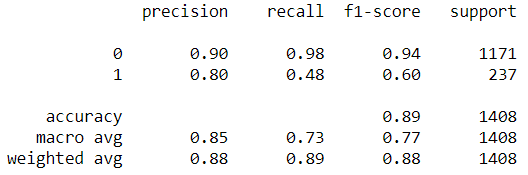 precision recall f1-score support
0 0.90 0.98 0.94 1171
1 0.80 0.48 0.60 237
accuracy 0.89 1408
macro avg 0.85 0.73 0.77 1408
weighted avg 0.88 0.89 0.88 1408